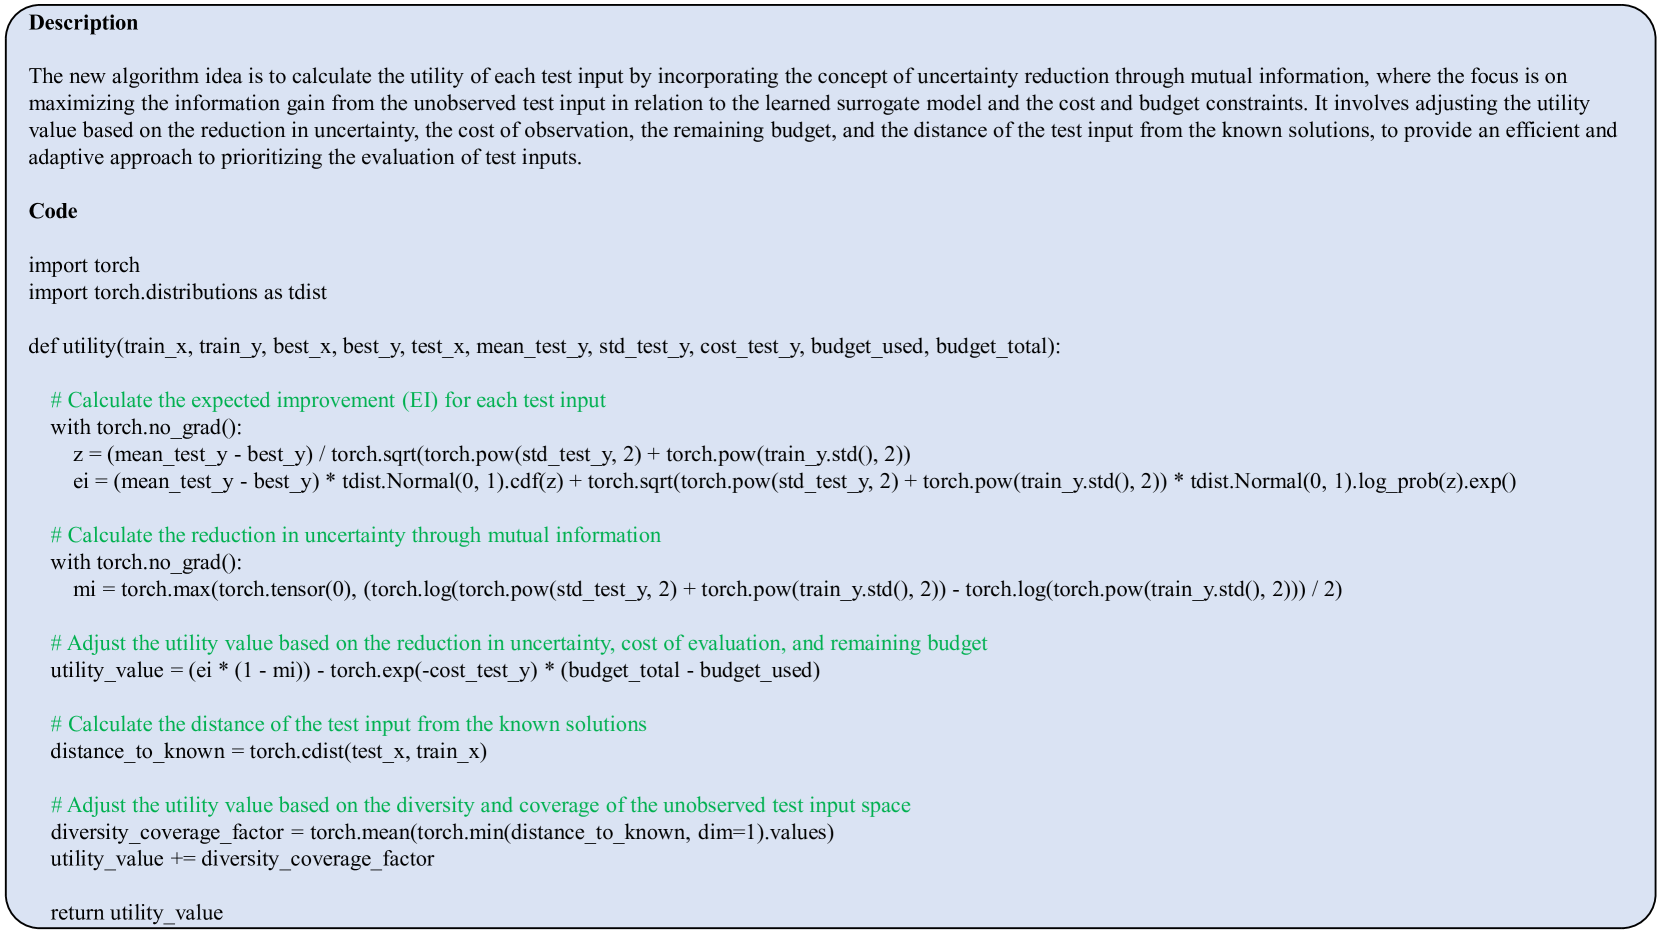 Description
The new algorithm idea is to calculate the utility of each test input by incorporating the concept of uncertainty reduction through mutual information, where the focus is on
maximizing the information gain from the unobserved test input in relation to the learned surrogate model and the cost and budget constraints. It involves adjusting the utility
value based on the reduction in uncertainty, the cost of observation, the remaining budget, and the distance of the test input from the known solutions, to provide an efficient and
adaptive approach to prioritizing the evaluation of test inputs.
Code
import torch
import torch.distributions as tdist
def utility(train_x, train_y, best_x, best_y, test_x, mean_test_y, std_test_y, cost_test_y, budget_used, budget_total):
# Calculate the expected improvement (EI) for each test input
with torch.no_grad():
z = (mean_test_y - best_y) / torch.sqrt(torch.pow(std_test_y, 2) + torch.pow(train_y.std(), 2))
ei = (mean_test_y - best_y) * tdist.Normal(0, 1).cdf(z) + torch.sqrt(torch.pow(std_test_y, 2) + torch.pow(train_y.std(), 2)) * tdist.Normal(0, 1).log_prob(z).exp()
# Calculate the reduction in uncertainty through mutual information
with torch.no_grad():
mi = torch.max(torch.tensor(0), (torch.log(torch.pow(std_test_y, 2) + torch.pow(train_y.std(), 2)) - torch.log(torch.pow(train_y.std(), 2))) / 2)
# Adjust the utility value based on the reduction in uncertainty, cost of evaluation, and remaining budget
utility_value = (ei * (1 - mi)) - torch.exp(-cost_test_y) * (budget_total - budget_used)
# Calculate the distance of the test input from the known solutions
distance_to_known = torch.cdist(test_x, train_x)
# Adjust the utility value based on the diversity and coverage of the unobserved test input space
diversity_coverage_factor = torch.mean(torch.min(distance_to_known, dim=1).values)
utility_value += diversity_coverage_factor
return utility_value